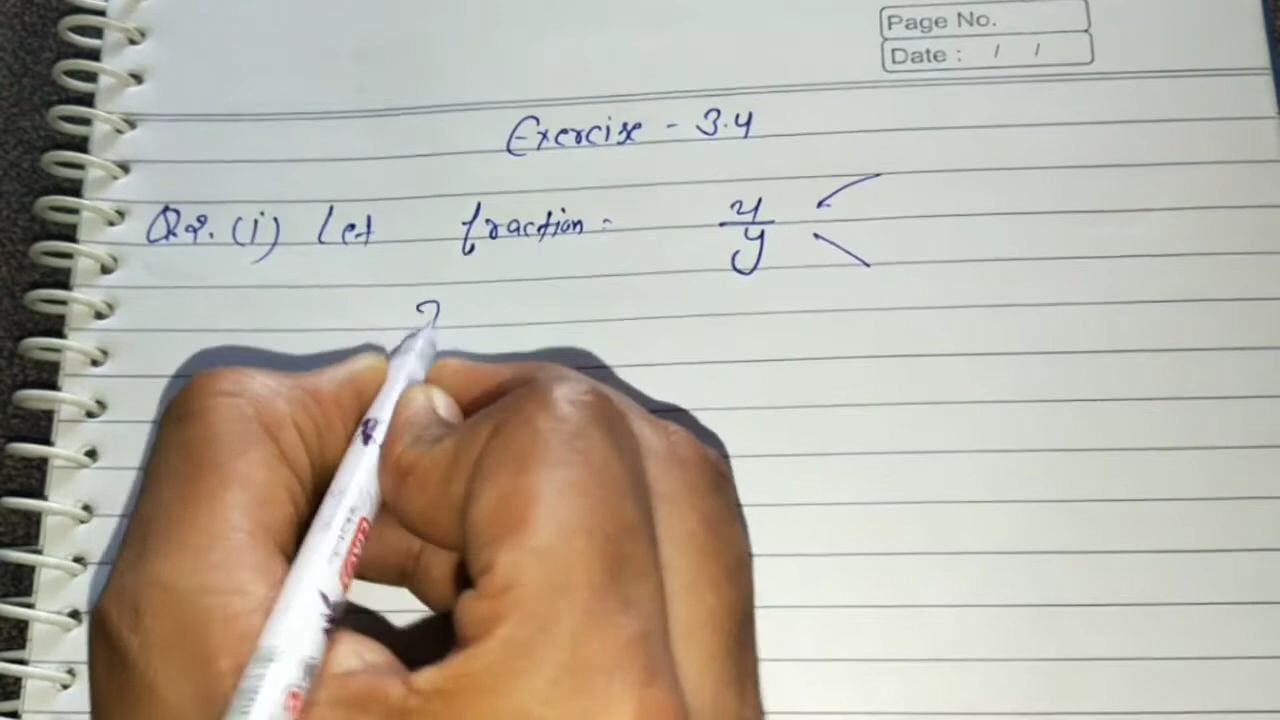 Page No.
Date : / /
Exercise - 3.4
Q2. (i) Let fraction = x/y